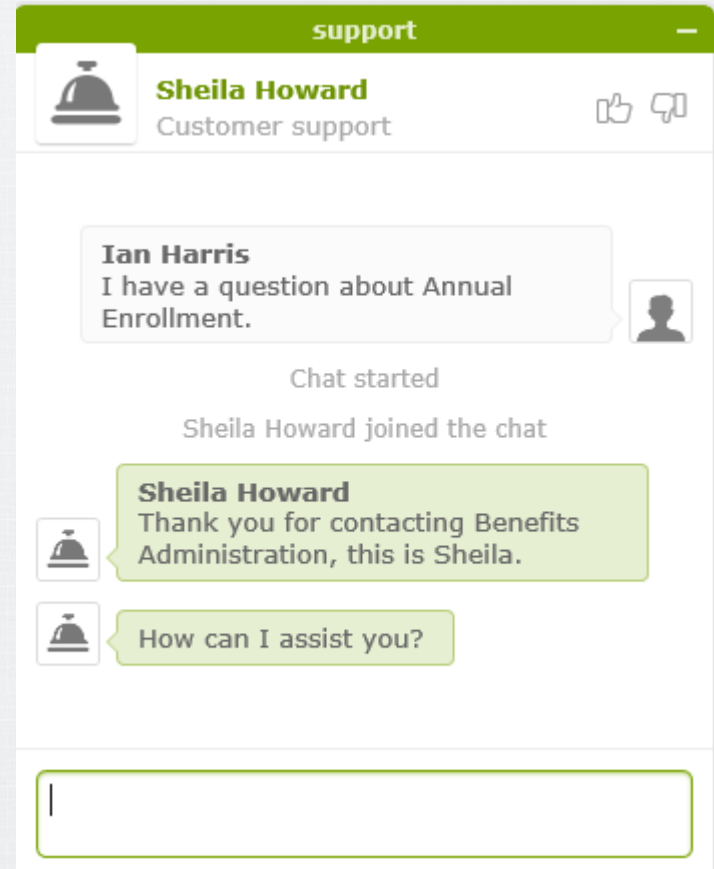 support
Sheila Howard
Customer support
Ian Harris
I have a question about Annual
Enrollment.
Chat started
Sheila Howard joined the chat
Sheila Howard
Thank you for contacting Benefits
Administration, this is Sheila.
How can I assist you?